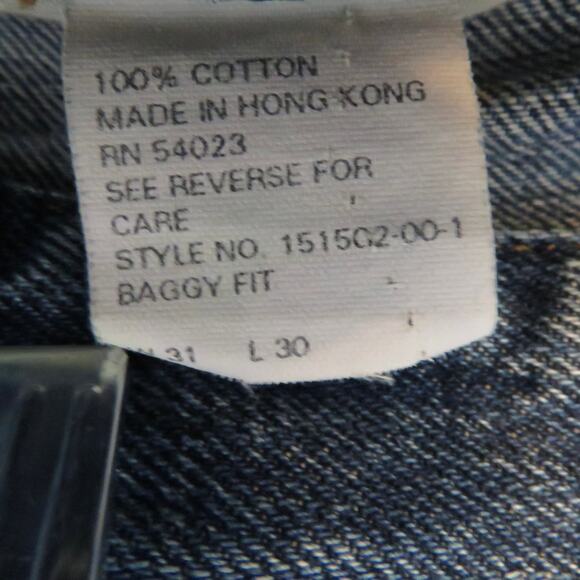 100% COTTON
MADE IN HONG KONG
RN 54023
SEE REVERSE FOR
CARE
STYLE NO. 151502-00-1
BAGGY FIT
W 31 L 30